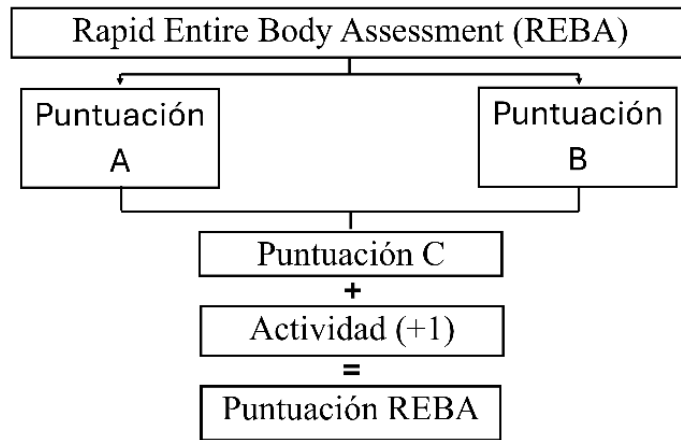 Rapid Entire Body Assessment (REBA)
Puntuación
A
Puntuación
B
Puntuación C
+
Actividad (+1)
=
Puntuación REBA